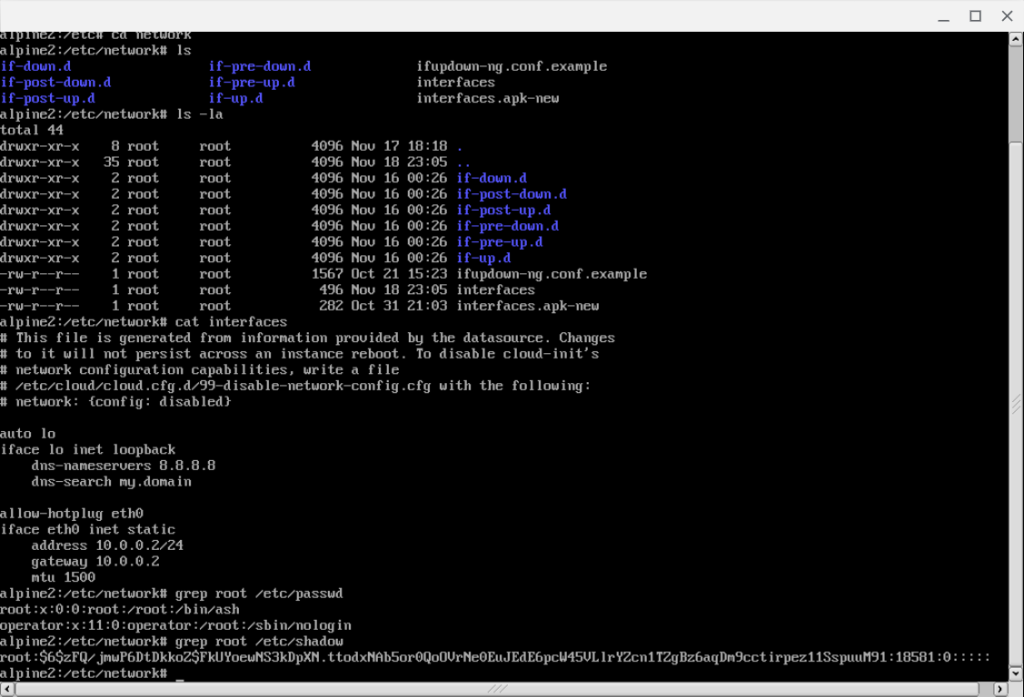 alpine2:/etc# cd network
alpine2:/etc/network# ls
if-down.d if-pre-down.d ifupdown-ng.conf.example
if-post-down.d if-pre-up.d interfaces
if-post-up.d if-up.d interfaces.apk-new
alpine2:/etc/network# ls -la
total 44
drwxr-xr-x 8 root root 4096 Nov 17 18:18 .
drwxr-xr-x 35 root root 4096 Nov 18 23:05 ..
drwxr-xr-x 2 root root 4096 Nov 16 00:26 if-down.d
drwxr-xr-x 2 root root 4096 Nov 16 00:26 if-post-down.d
drwxr-xr-x 2 root root 4096 Nov 16 00:26 if-post-up.d
drwxr-xr-x 2 root root 4096 Nov 16 00:26 if-pre-down.d
drwxr-xr-x 2 root root 4096 Nov 16 00:26 if-pre-up.d
drwxr-xr-x 2 root root 4096 Nov 16 00:26 if-up.d
-rw-r--r-- 1 root root 1567 Oct 21 15:23 ifupdown-ng.conf.example
-rw-r--r-- 1 root root 496 Nov 18 23:05 interfaces
-rw-r--r-- 1 root root 282 Oct 31 21:03 interfaces.apk-new
alpine2:/etc/network# cat interfaces
# This file is generated from information provided by the datasource. Changes
# to it will not persist across an instance reboot. To disable cloud-init's
# network configuration capabilities, write a file
# /etc/cloud/cloud.cfg.d/99-disable-network-config.cfg with the following:
# network: {config: disabled}
auto lo
iface lo inet loopback
dns-nameservers 8.8.8.8
dns-search my.domain
allow-hotplug eth0
iface eth0 inet static
address 10.0.0.2/24
gateway 10.0.0.2
mtu 1500
alpine2:/etc/network# grep root /etc/passwd
root:x:0:0:root:/root:/bin/ash
operator:x:11:0:operator:/root:/sbin/nologin
alpine2:/etc/network# grep root /etc/shadow
root:$6$zFQ/jmwP6DtDkkoZ$FkUYoewNS3kDpXN.ttodxNAb5or0QoOVrNe0EuJEdE6pcW45VLlrYZcn1TZgBz6aqDm9cctirpez11SspuuM91:18581:0:::::
alpine2:/etc/network# _